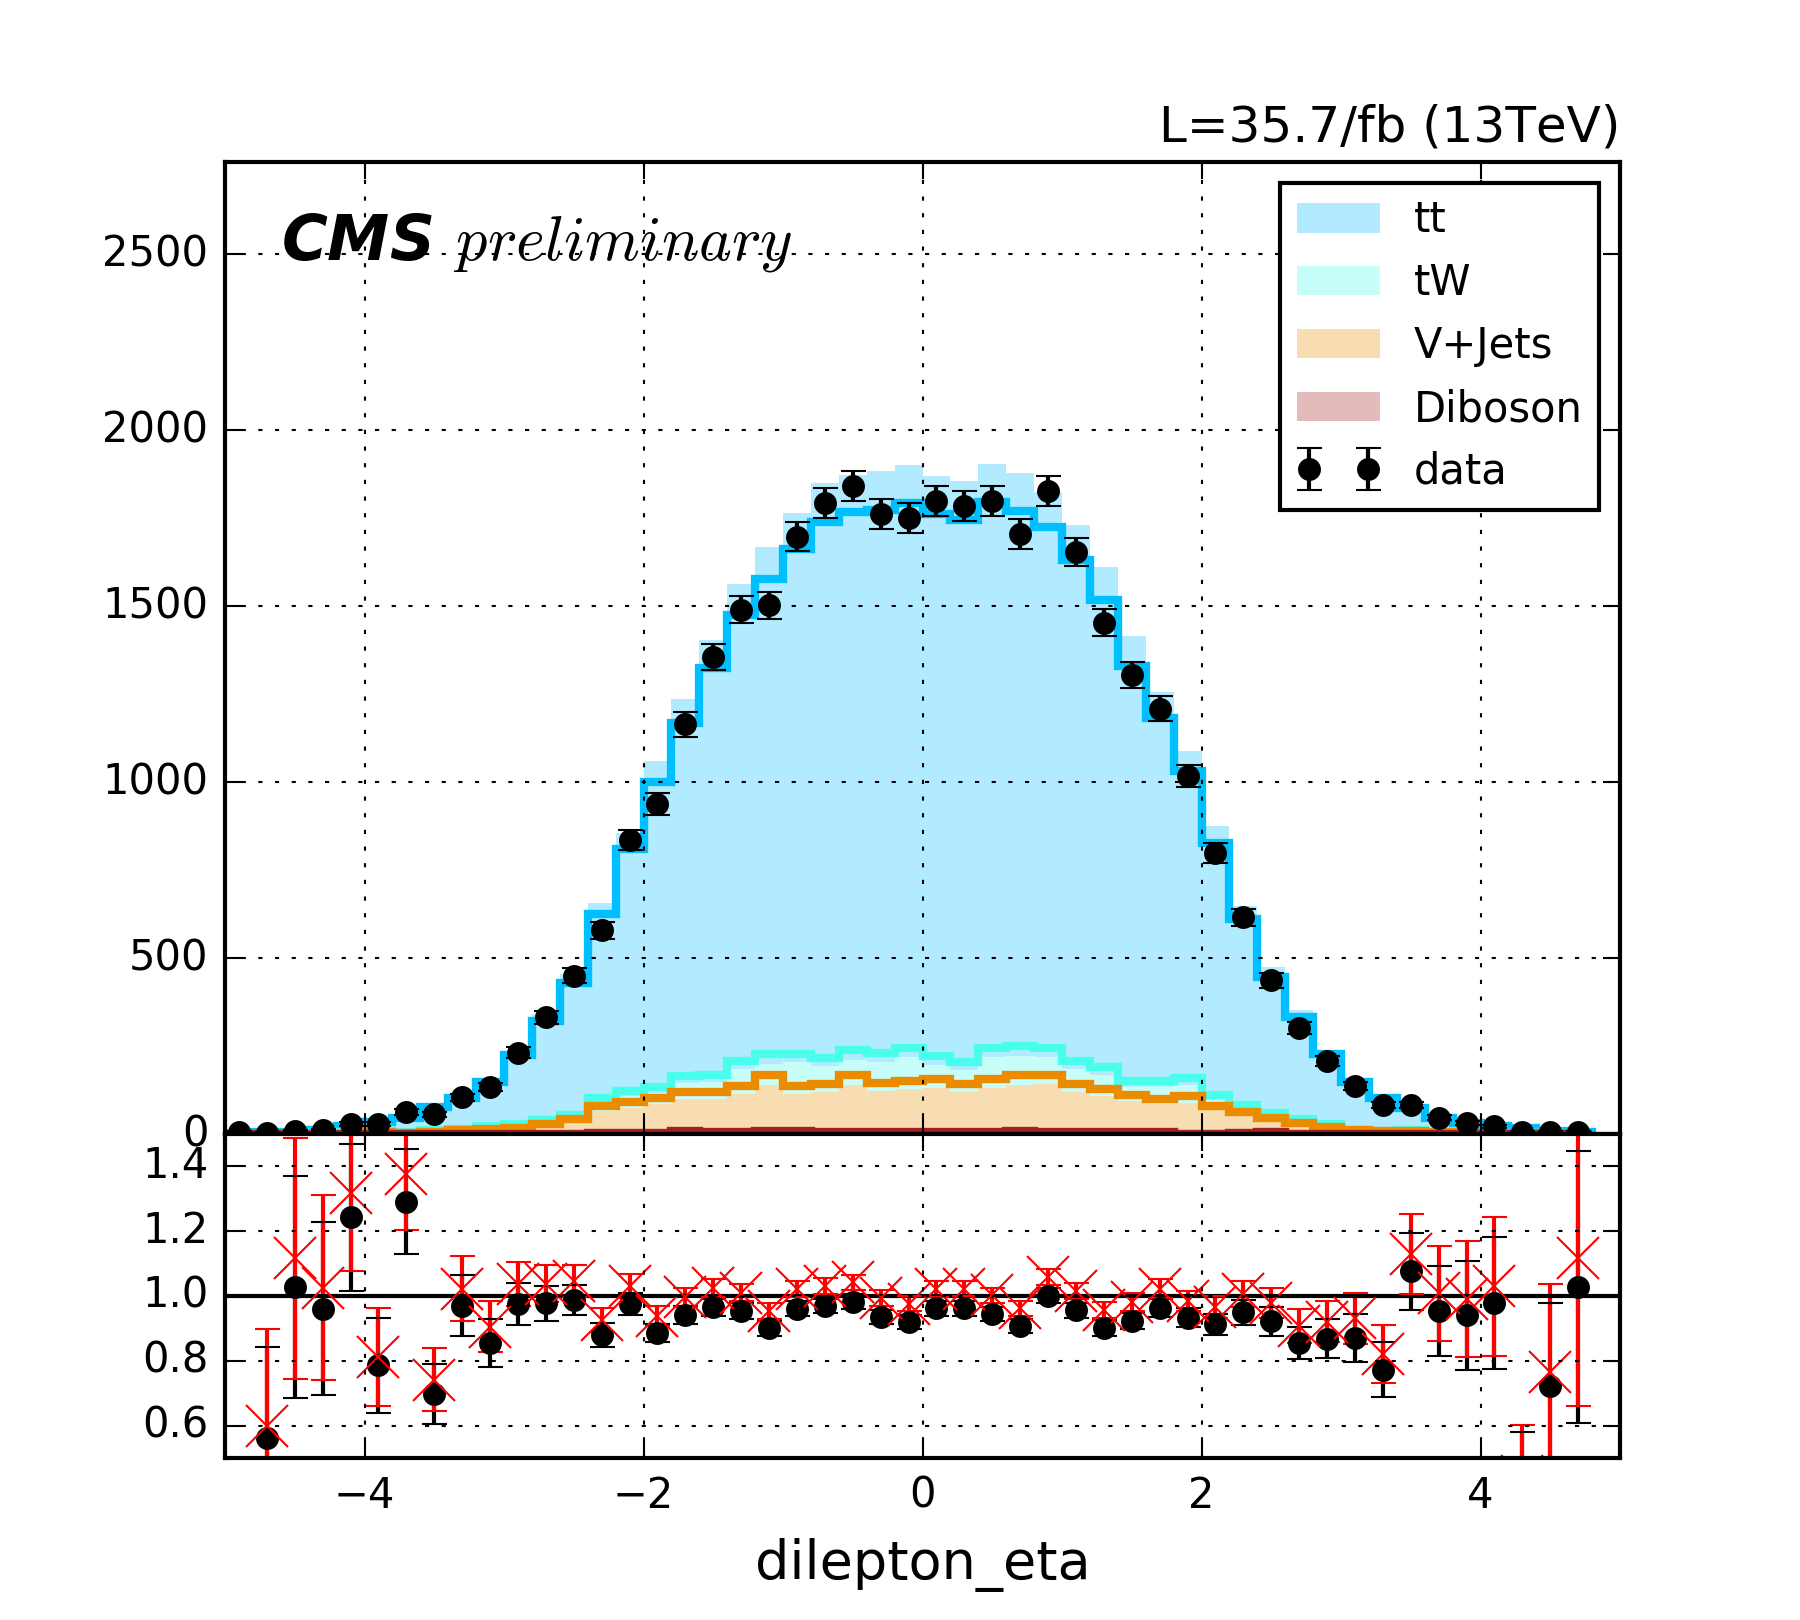 L=35.7/fb (13TeV)
CMS preliminary
tt
tW
V+Jets
Diboson
data
2500
2000
1500
1000
500
0
1.4
1.2
1.0
0.8
0.6
−4 −2 0 2 4
dilepton_eta